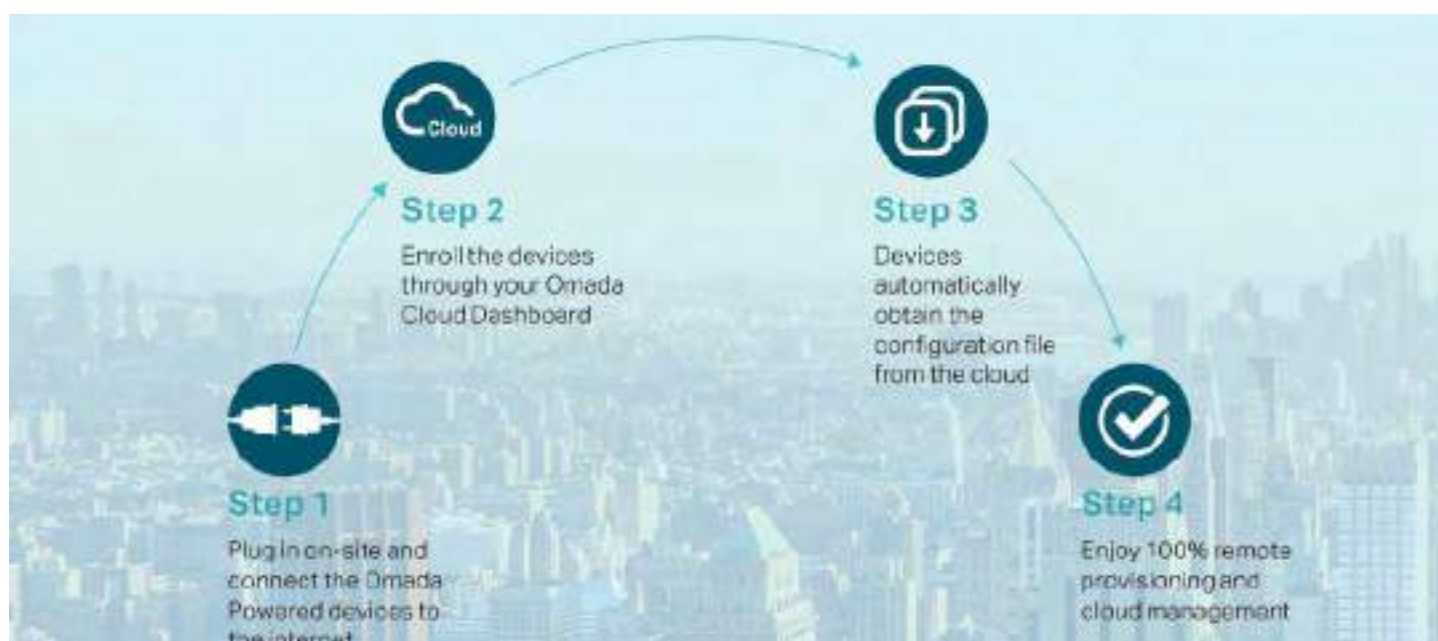 Cloud
Step 2
Enroll the devices
through your Omada
Cloud Dashboard
Step 3
Devices
automatically
obtain the
configuration file
from the cloud
Step 1
Plug in on-site and
connect the Omada
Powered devices to
the internet
Step 4
Enjoy 100% remote
provisioning and
cloud management